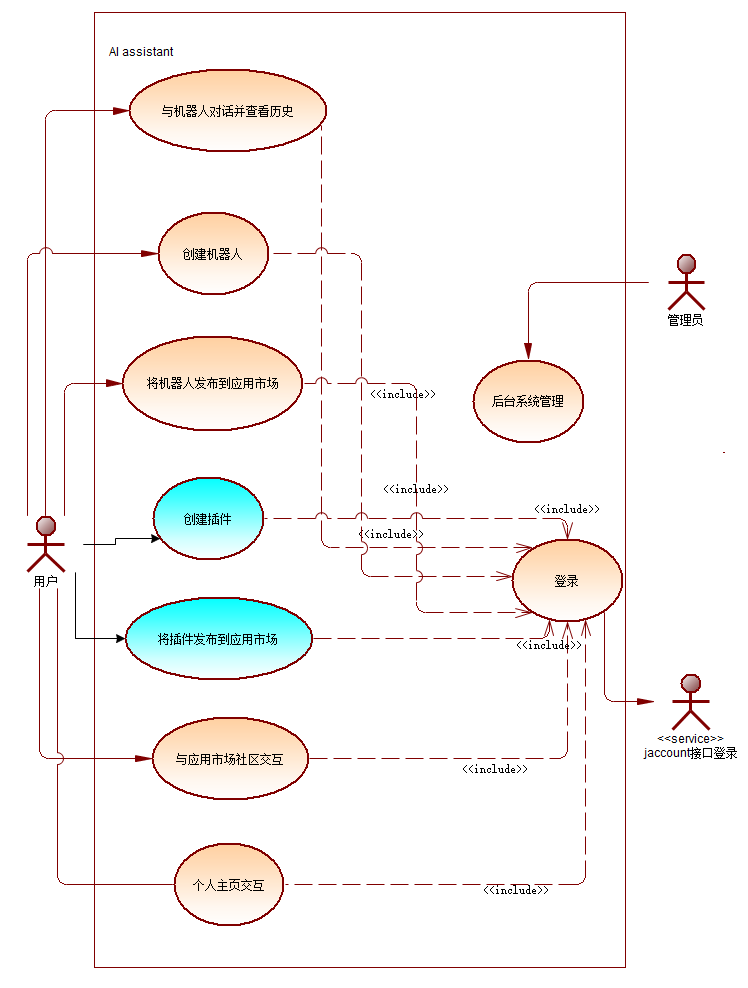 AI assistant
与机器人对话并查看历史
创建机器人
管理员
将机器人发布到应用市场
<<include>>
后台系统管理
<<include>>
<<include>>
创建插件
<<include>>
用户
登录
将插件发布到应用市场
<<include>>
<<service>>
jaccount接口登录
与应用市场社区交互
<<include>>
个人主页交互
<<include>>